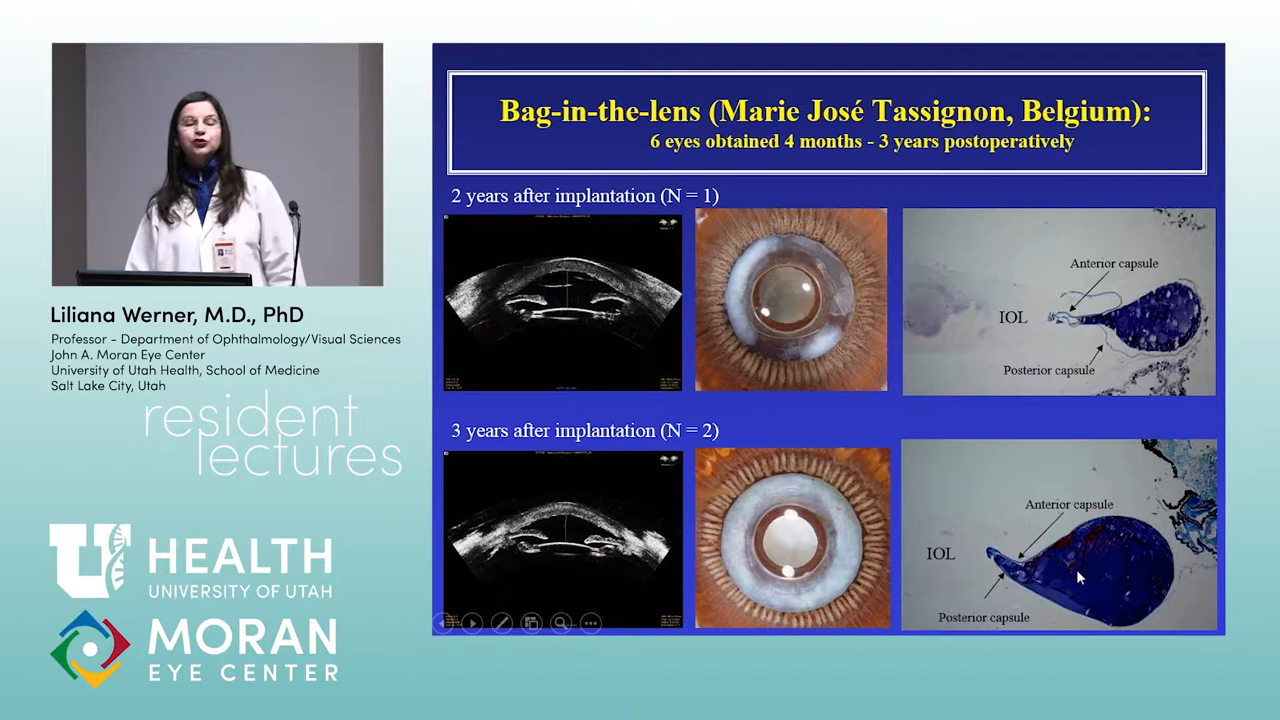 Bag-in-the-lens (Marie José Tassignon, Belgium):
6 eyes obtained 4 months - 3 years postoperatively
2 years after implantation (N = 1)
Anterior capsule
IOL
Posterior capsule
3 years after implantation (N = 2)
Anterior capsule
IOL
Posterior capsule
Liliana Werner, M.D., PhD
Professor - Department of Ophthalmology/Visual Sciences
John A. Moran Eye Center
University of Utah Health, School of Medicine
Salt Lake City, Utah
resident
lectures
U HEALTH
UNIVERSITY OF UTAH
MORAN
EYE CENTER